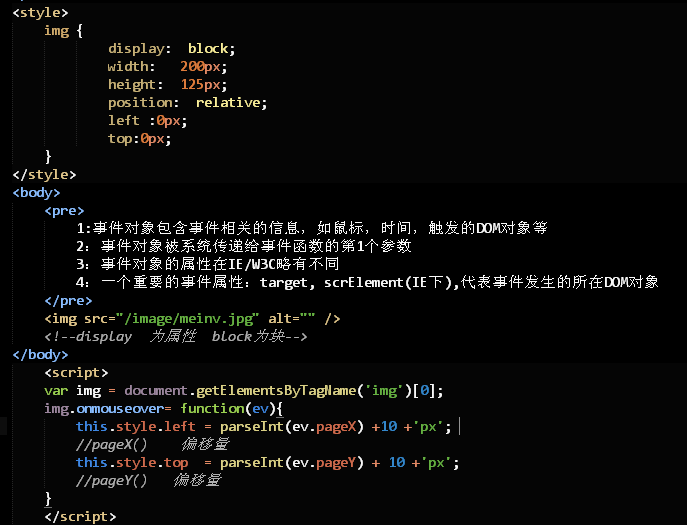 <style>
img {
display: block;
width: 200px;
height: 125px;
position: relative;
left :0px;
top:0px;
}
</style>
<body>
<pre>
1:事件对象包含事件相关的信息，如鼠标，时间，触发的DOM对象等
2：事件对象被系统传递给事件函数的第1个参数
3：事件对象的属性在IE/W3C略有不同
4：一个重要的事件属性：target, scrElement(IE下),代表事件发生的所在DOM对象
</pre>
<img src="/image/meinv.jpg" alt="" />
<!--display 为属性 block为块-->
</body>
<script>
var img = document.getElementsByTagName('img')[0];
img.onmouseover= function(ev){
this.style.left = parseInt(ev.pageX) +10 +'px';
//pageX() 偏移量
this.style.top = parseInt(ev.pageY) + 10 +'px';
//pageY() 偏移量
}
</script>